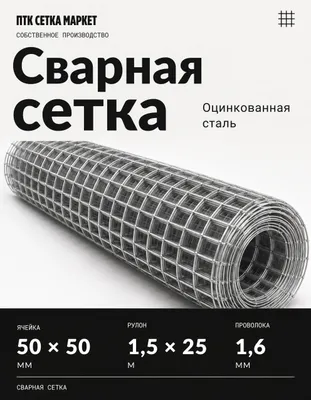 ПТК СЕТКА МАРКЕТ
СОБСТВЕННОЕ ПРОИЗВОДСТВО
Сварная
сетка
Оцинкованная
сталь
ЯЧЕЙКА
50 × 50
ММ
РУЛОН
1,5 × 25
М
ПРОВОЛОКА
1,6
ММ
СВАРНАЯ СЕТКА